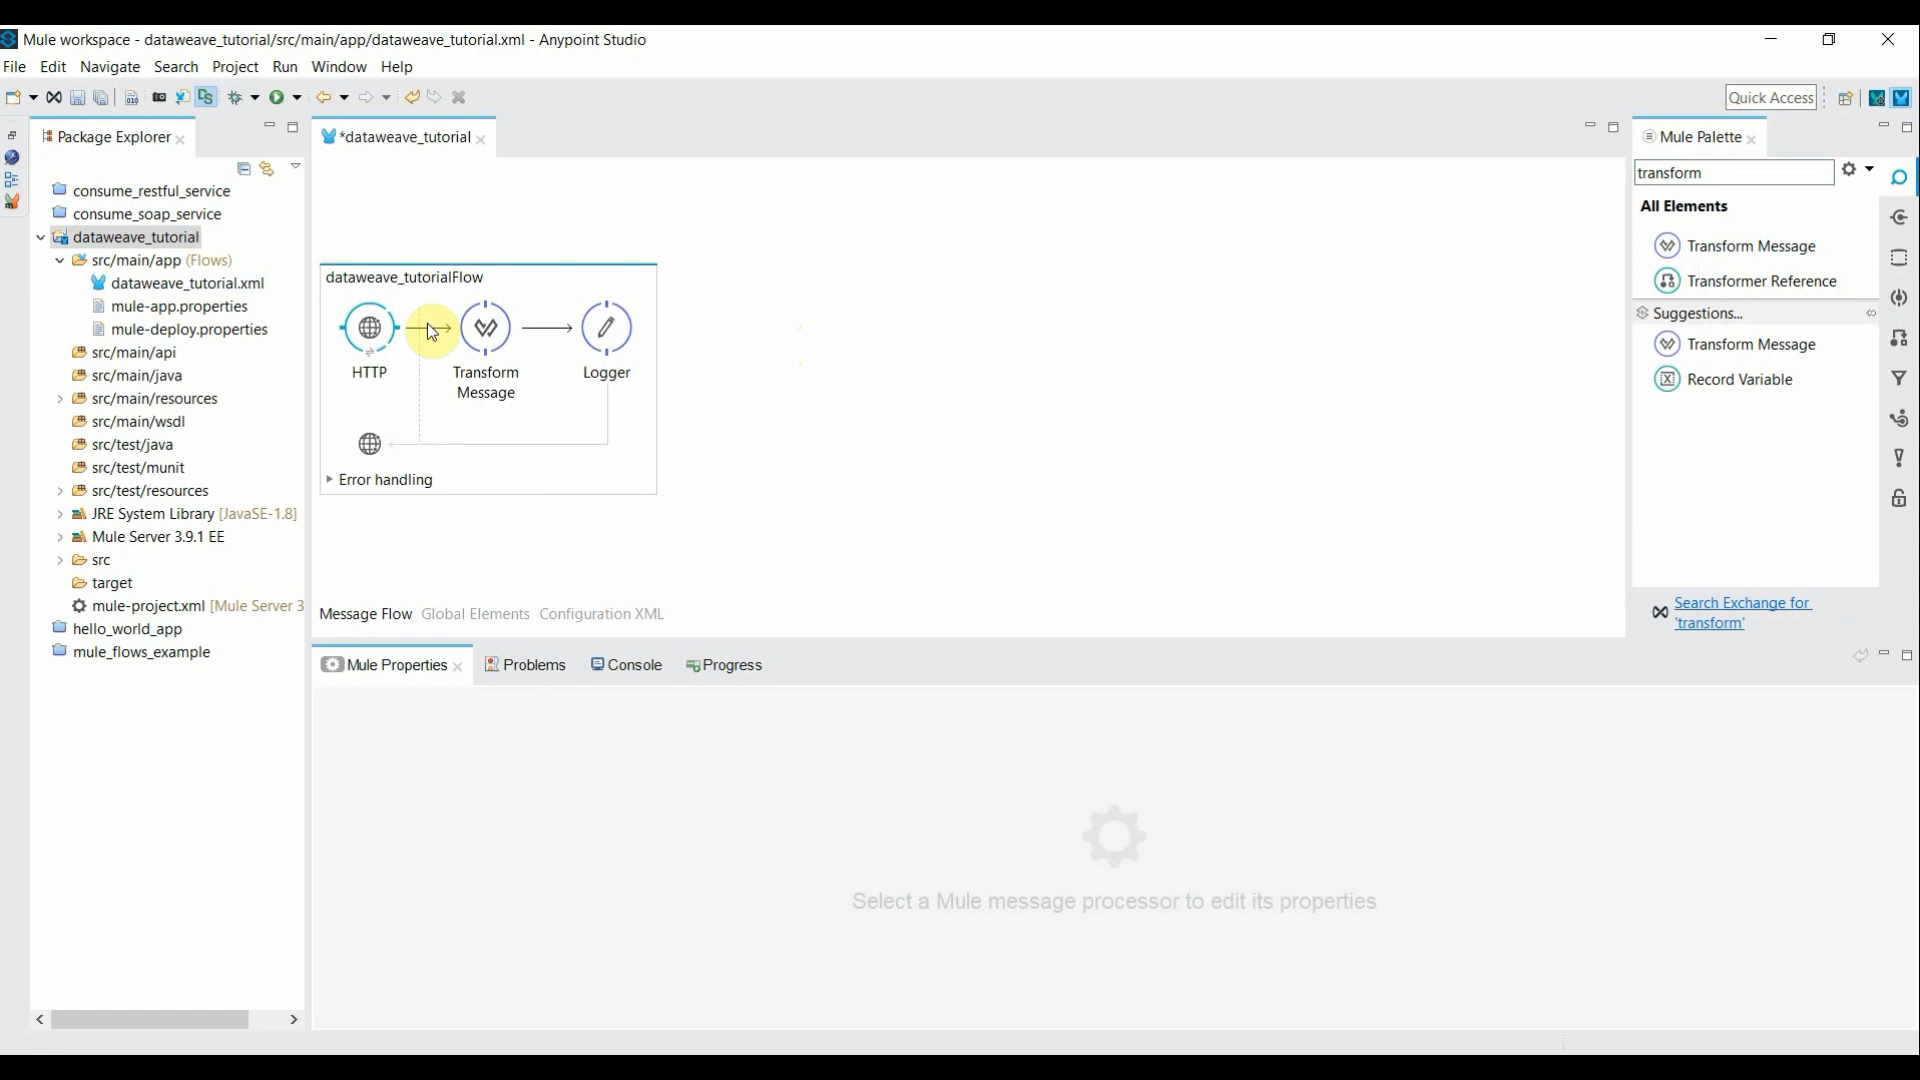 Mule workspace - dataweave_tutorial/src/main/app/dataweave_tutorial.xml - Anypoint Studio
File Edit Navigate Search Project Run Window Help
Quick Access
Package Explorer
*dataweave_tutorial
Mule Palette
consume_restful_service
consume_soap_service
dataweave_tutorial
src/main/app (Flows)
dataweave_tutorial.xml
mule-app.properties
mule-deploy.properties
src/main/api
src/main/java
src/main/resources
src/main/wsdl
src/test/java
src/test/munit
src/test/resources
JRE System Library [JavaSE-1.8]
Mule Server 3.9.1 EE
src
target
mule-project.xml [Mule Server 3
hello_world_app
mule_flows_example
dataweave_tutorialFlow
HTTP
Transform
Message
Logger
Error handling
Message Flow Global Elements Configuration XML
transform
All Elements
Transform Message
Transformer Reference
Suggestions...
Transform Message
Record Variable
Search Exchange for
'transform'
Mule Properties Problems Console Progress
Select a Mule message processor to edit its properties